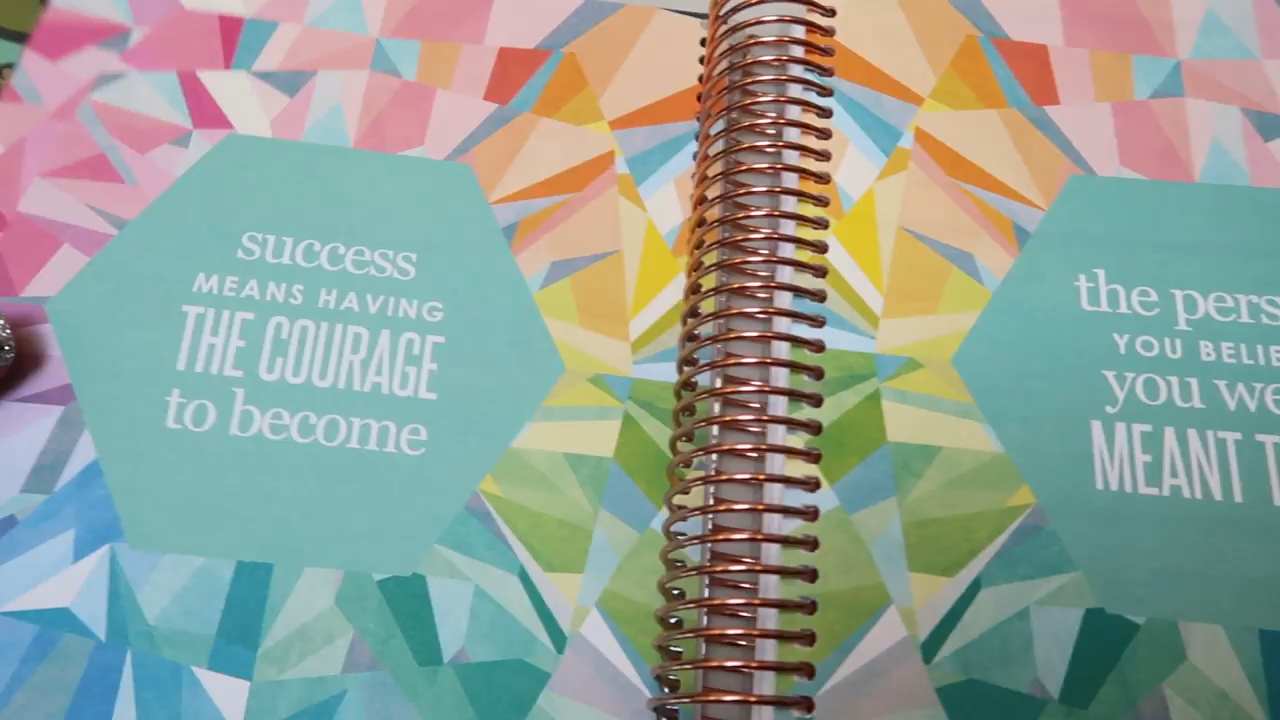 success
MEANS HAVING
THE COURAGE
to become
the pers
YOU BELIE
you we
MEANT T